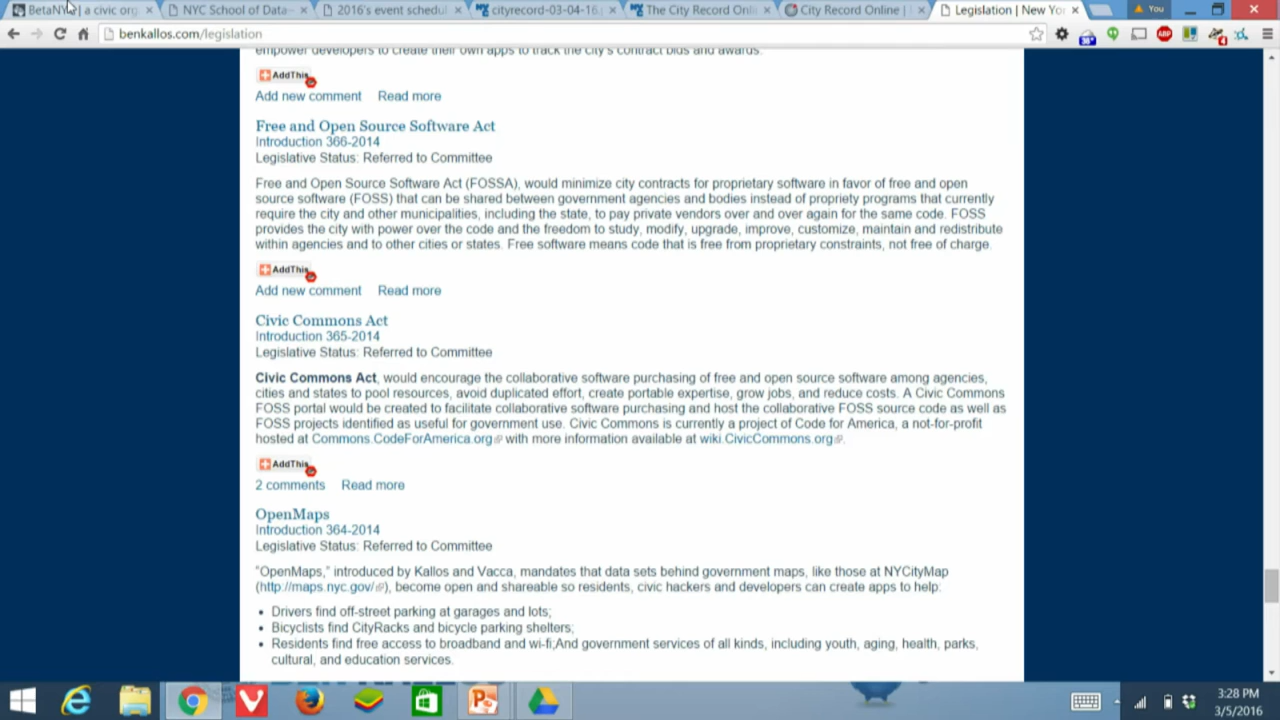 BetaNYC | a civic org
NYC School of Data
2016's event schedul
cityrecord-03-04-16.p
The City Record Onli
City Record Online |
Legislation | New Yor
You
benkallos.com/legislation
empower developers to create their own apps to track the city's contract bids and awards.
AddThis
Add new comment Read more
Free and Open Source Software Act
Introduction 366-2014
Legislative Status: Referred to Committee
Free and Open Source Software Act (FOSSA), would minimize city contracts for proprietary software in favor of free and open
source software (FOSS) that can be shared between government agencies and bodies instead of propriety programs that currently
require the city and other municipalities, including the state, to pay private vendors over and over again for the same code. FOSS
provides the city with power over the code and the freedom to study, modify, upgrade, improve, customize, maintain and redistribute
within agencies and to other cities or states. Free software means code that is free from proprietary constraints, not free of charge.
AddThis
Add new comment Read more
Civic Commons Act
Introduction 365-2014
Legislative Status: Referred to Committee
Civic Commons Act, would encourage the collaborative software purchasing of free and open source software among agencies,
cities and states to pool resources, avoid duplicated effort, create portable expertise, grow jobs, and reduce costs. A Civic Commons
FOSS portal would be created to facilitate collaborative software purchasing and host the collaborative FOSS source code as well as
FOSS projects identified as useful for government use. Civic Commons is currently a project of Code for America, a not-for-profit
hosted at Commons.CodeForAmerica.org with more information available at wiki.CivicCommons.org.
AddThis
2 comments Read more
OpenMaps
Introduction 364-2014
Legislative Status: Referred to Committee
"OpenMaps," introduced by Kallos and Vacca, mandates that data sets behind government maps, like those at NYCityMap
(http://maps.nyc.gov/), become open and shareable so residents, civic hackers and developers can create apps to help:
• Drivers find off-street parking at garages and lots;
• Bicyclists find CityRacks and bicycle parking shelters;
• Residents find free access to broadband and wi-fi;And government services of all kinds, including youth, aging, health, parks,
cultural, and education services.
3:28 PM
3/5/2016